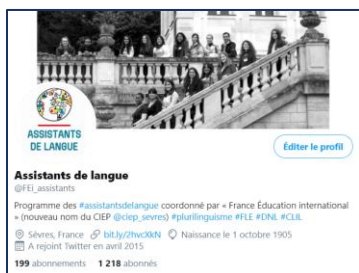 ASSISTANTS
DE LANGUE
Éditer le profil
Assistants de langue
@FEi_assistants
Programme des #assistantsdelangue coordonné par « France Éducation international
» (nouveau nom du CIEP @ciep_sevres) #plurilinguisme #FLE #DNL #CLIL
Sèvres, France bit.ly/2hvcXkN Naissance le 1 octobre 1905
A rejoint Twitter en avril 2015
199 abonnements 1 218 abonnés